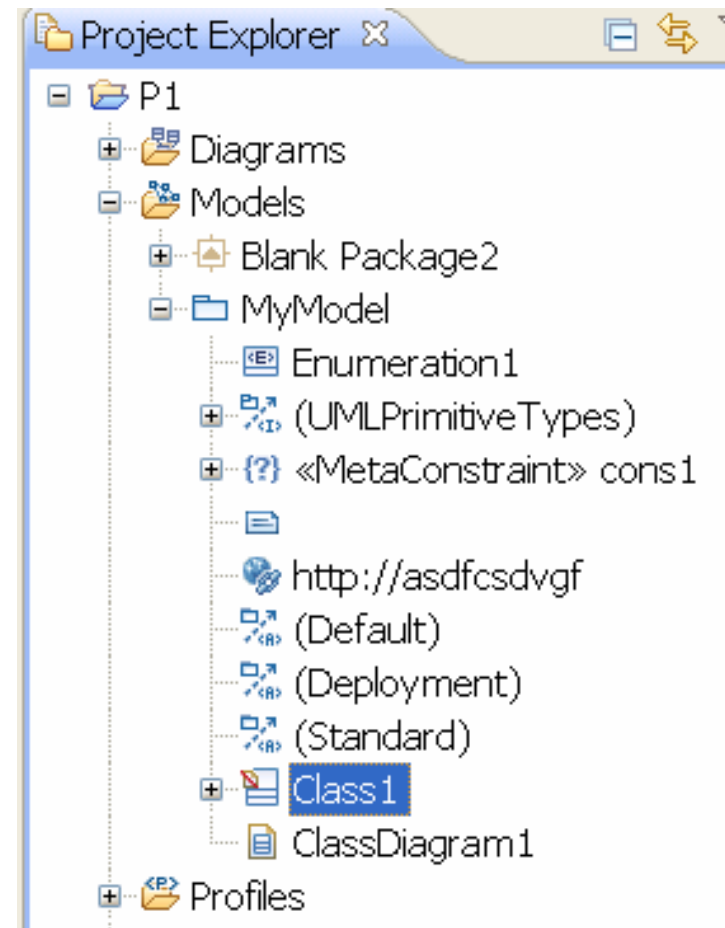 Project Explorer
P1
Diagrams
Models
Blank Package2
MyModel
Enumeration1
(UMLPrimitiveTypes)
{?} «MetaConstraint» cons1
http://asdfcsdvgf
(Default)
(Deployment)
(Standard)
Class1
ClassDiagram1
Profiles